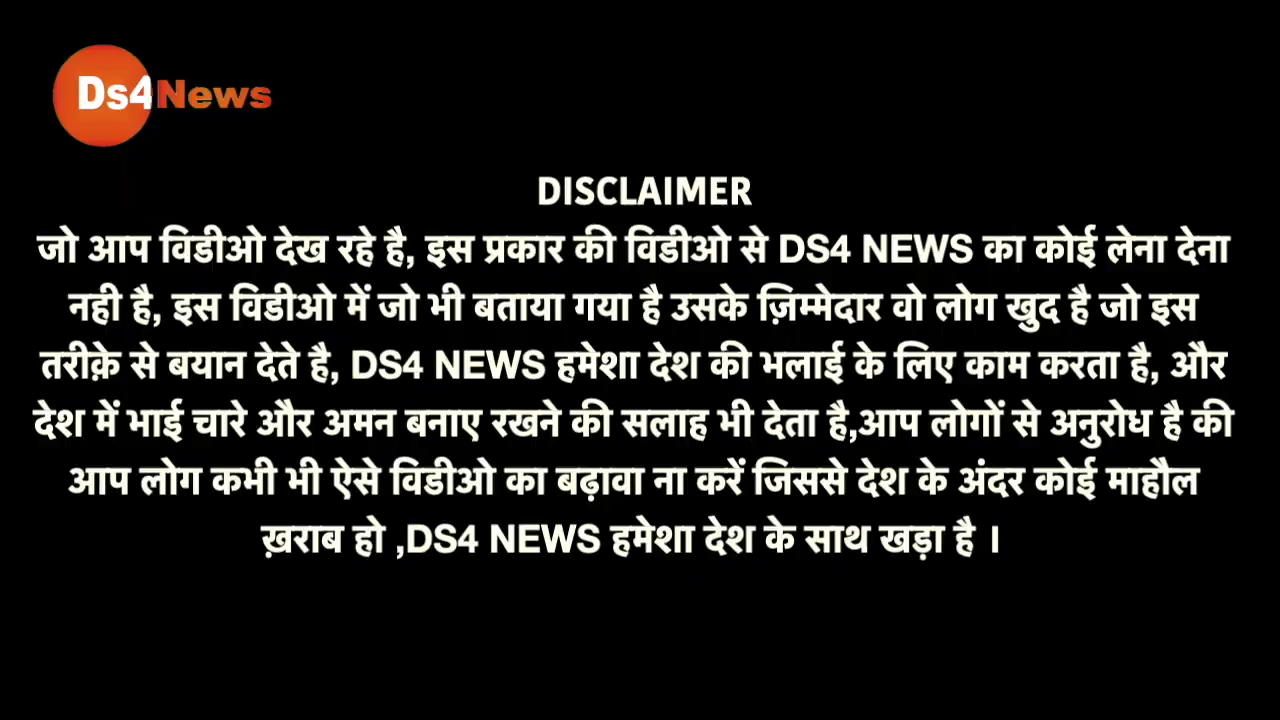 Ds4News
DISCLAIMER
जो आप विडीओ देख रहे है, इस प्रकार की विडीओ से DS4 NEWS का कोई लेना देना
नही है, इस विडीओ में जो भी बताया गया है उसके ज़िम्मेदार वो लोग खुद है जो इस
तरीक़े से बयान देते है, DS4 NEWS हमेशा देश की भलाई के लिए काम करता है, और
देश में भाई चारे और अमन बनाए रखने की सलाह भी देता है,आप लोगों से अनुरोध है की
आप लोग कभी भी ऐसे विडीओ का बढ़ावा ना करें जिससे देश के अंदर कोई माहौल
ख़राब हो ,DS4 NEWS हमेशा देश के साथ खड़ा है ।